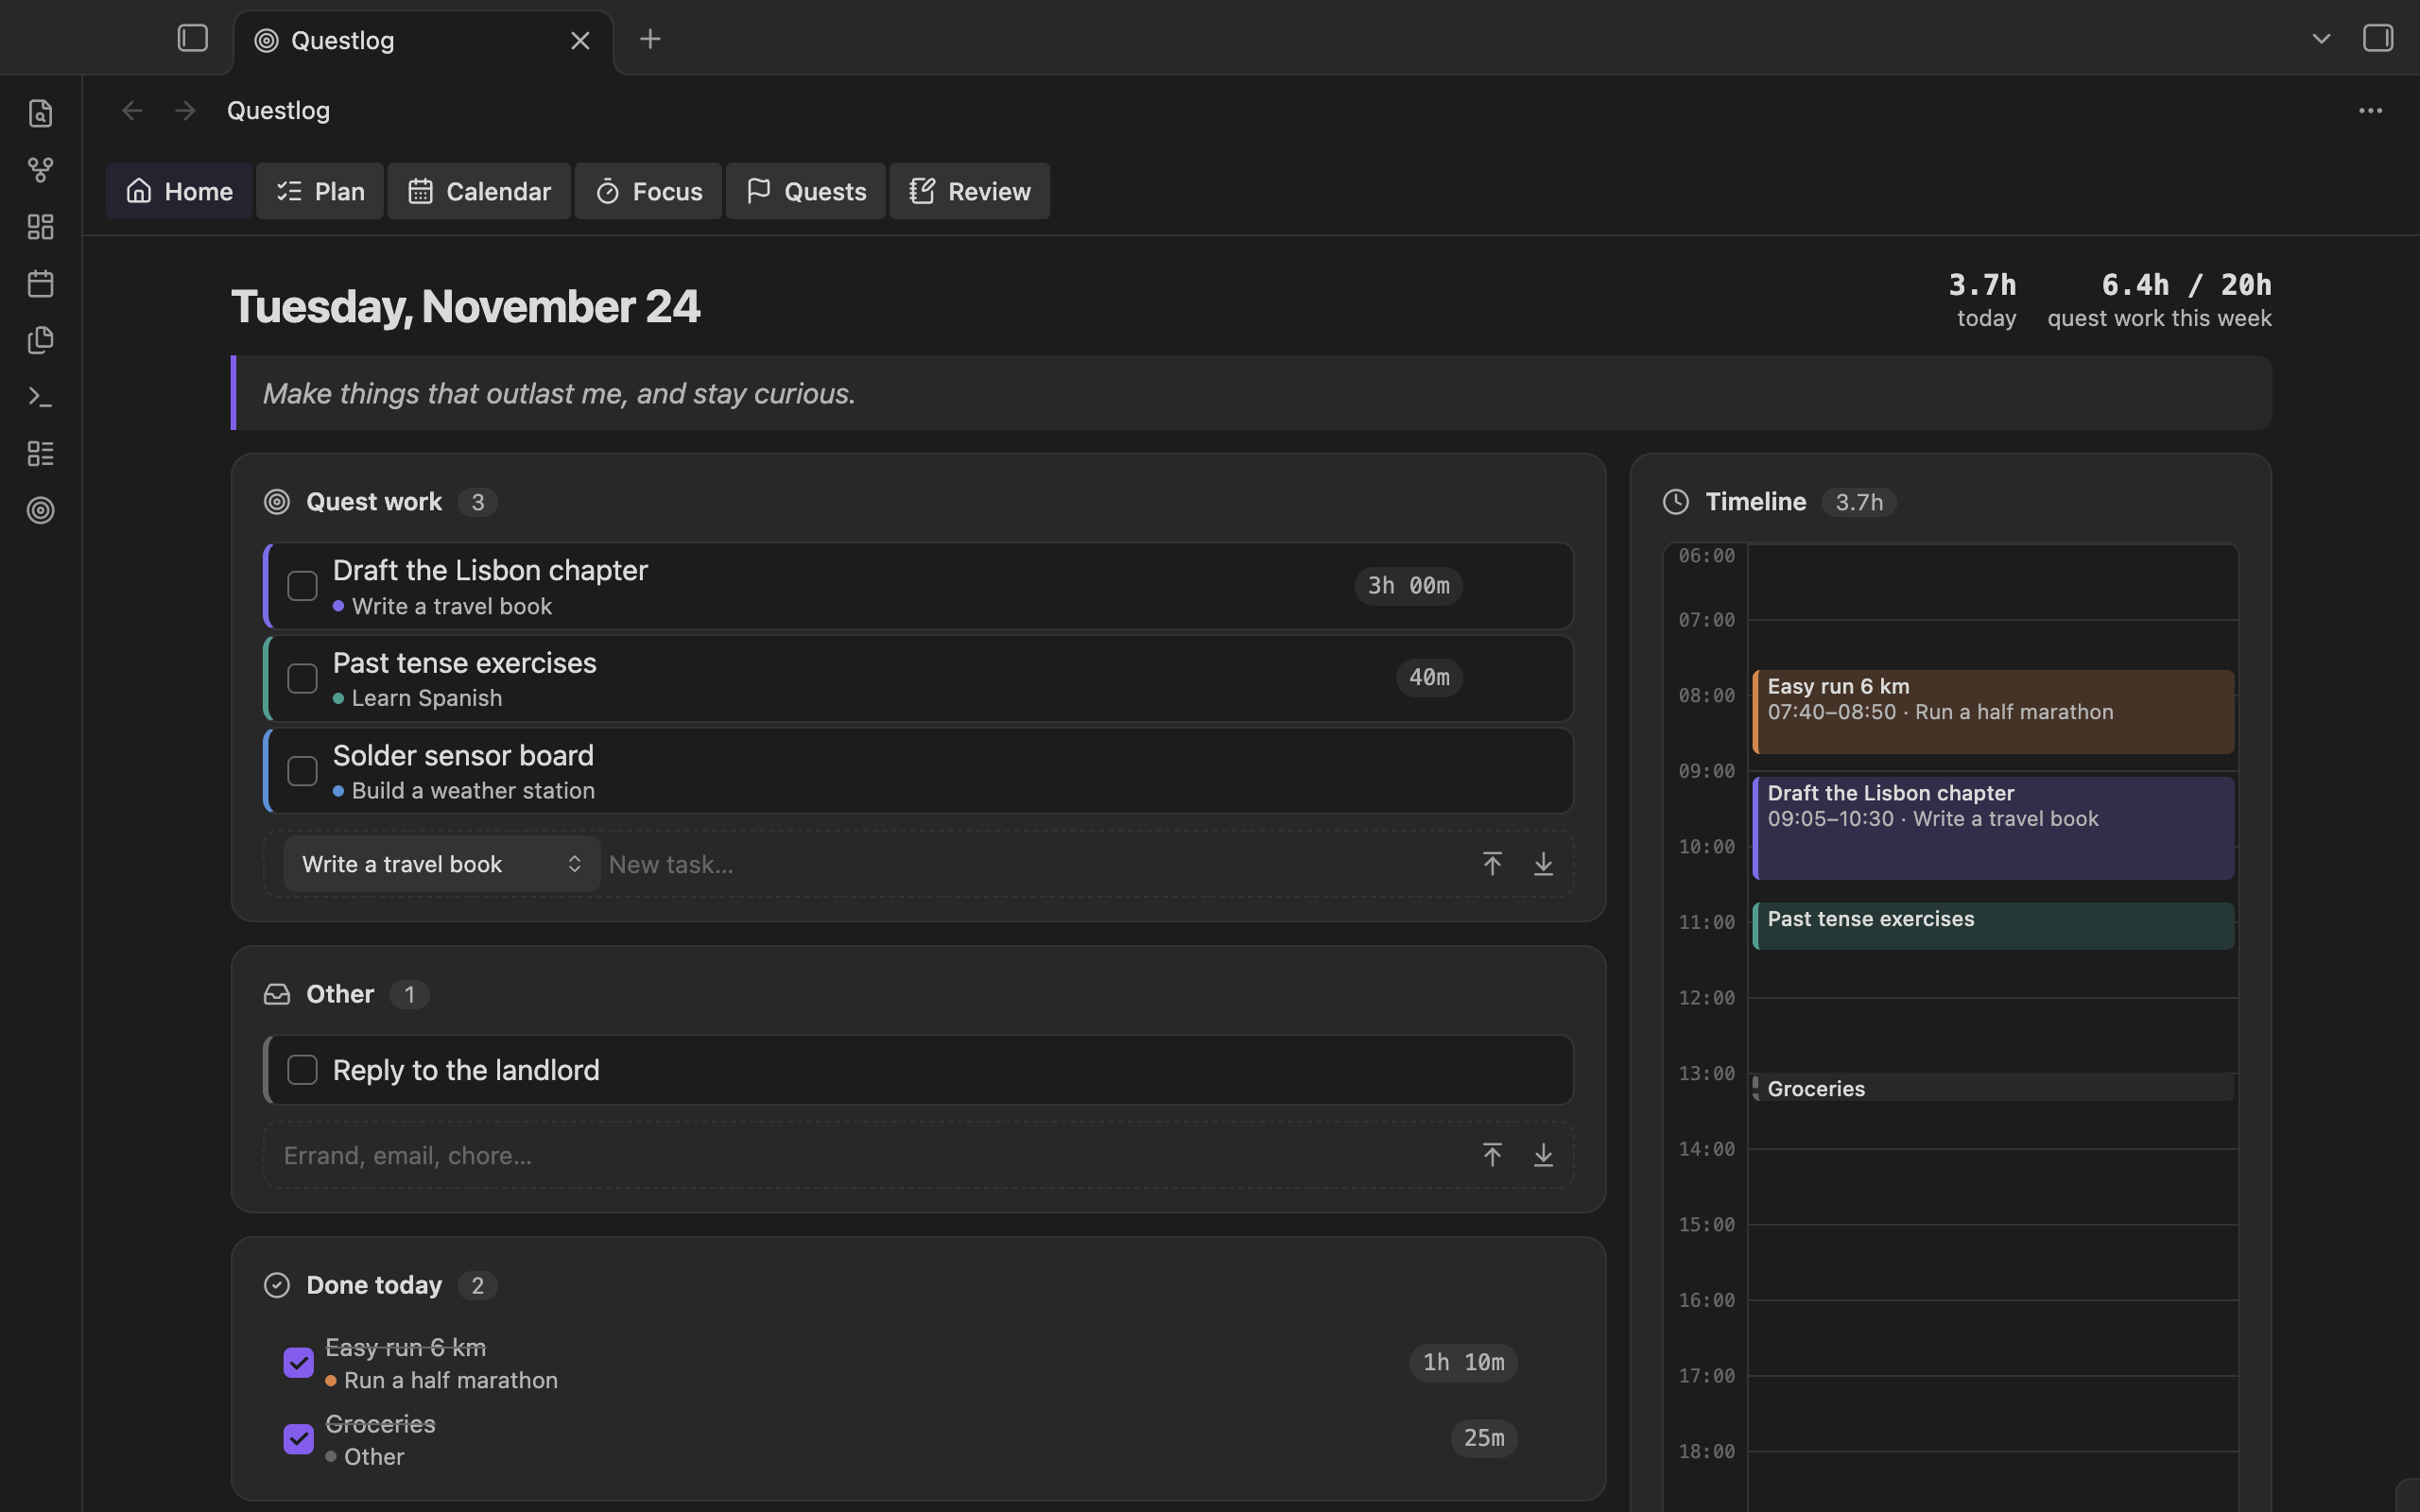 Questlog
Questlog
Home
Plan
Calendar
Focus
Quests
Review
Tuesday, November 24
3.7h
today
6.4h / 20h
quest work this week
Make things that outlast me, and stay curious.
Quest work 3
Draft the Lisbon chapter
Write a travel book
3h 00m
Past tense exercises
Learn Spanish
40m
Solder sensor board
Build a weather station
Write a travel book
New task...
Other 1
Reply to the landlord
Errand, email, chore...
Done today 2
Easy run 6 km
Run a half marathon
1h 10m
Groceries
Other
25m
Timeline 3.7h
06:00
07:00
Easy run 6 km
07:40–08:50 · Run a half marathon
08:00
09:00
Draft the Lisbon chapter
09:05–10:30 · Write a travel book
10:00
Past tense exercises
11:00
12:00
13:00
Groceries
14:00
15:00
16:00
17:00
18:00